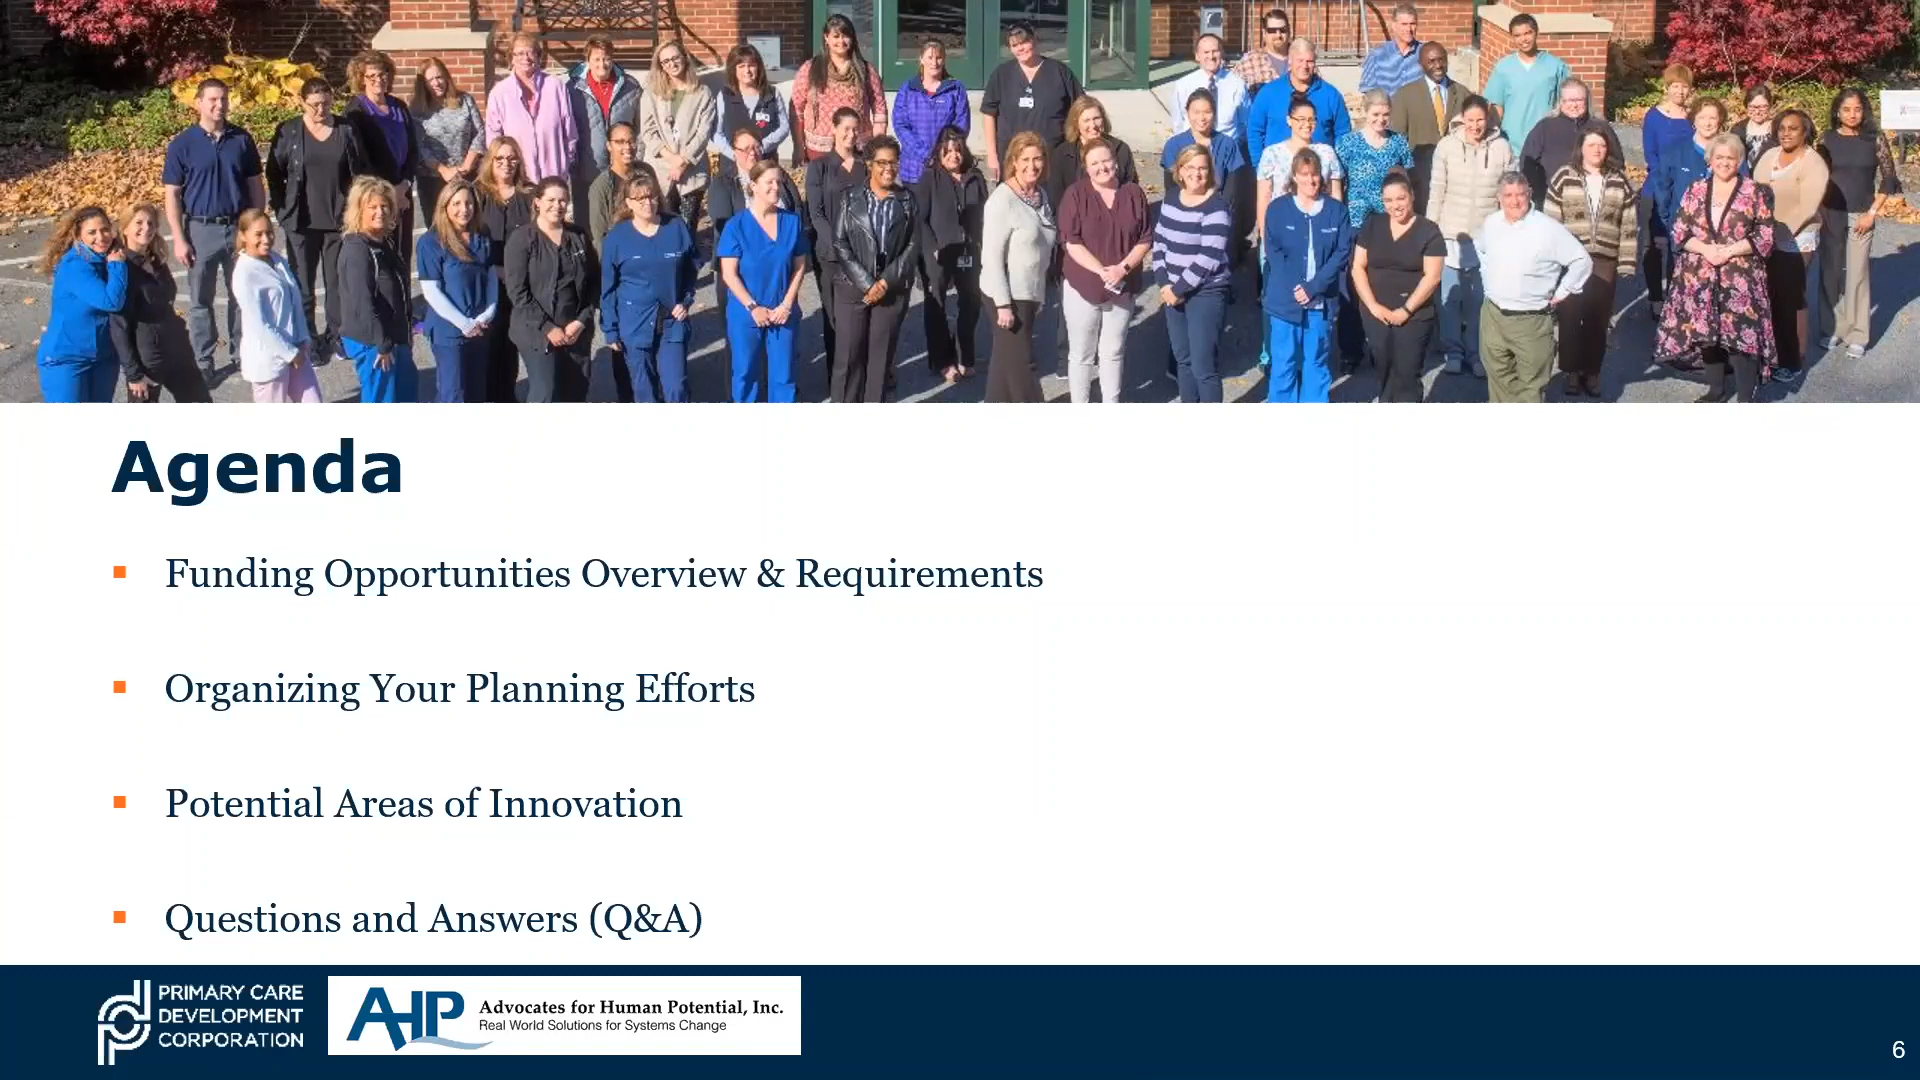 Agenda
Funding Opportunities Overview & Requirements
Organizing Your Planning Efforts
Potential Areas of Innovation
Questions and Answers (Q&A)
PRIMARY CARE
DEVELOPMENT
CORPORATION
AHP
Advocates for Human Potential, Inc.
Real World Solutions for Systems Change
6